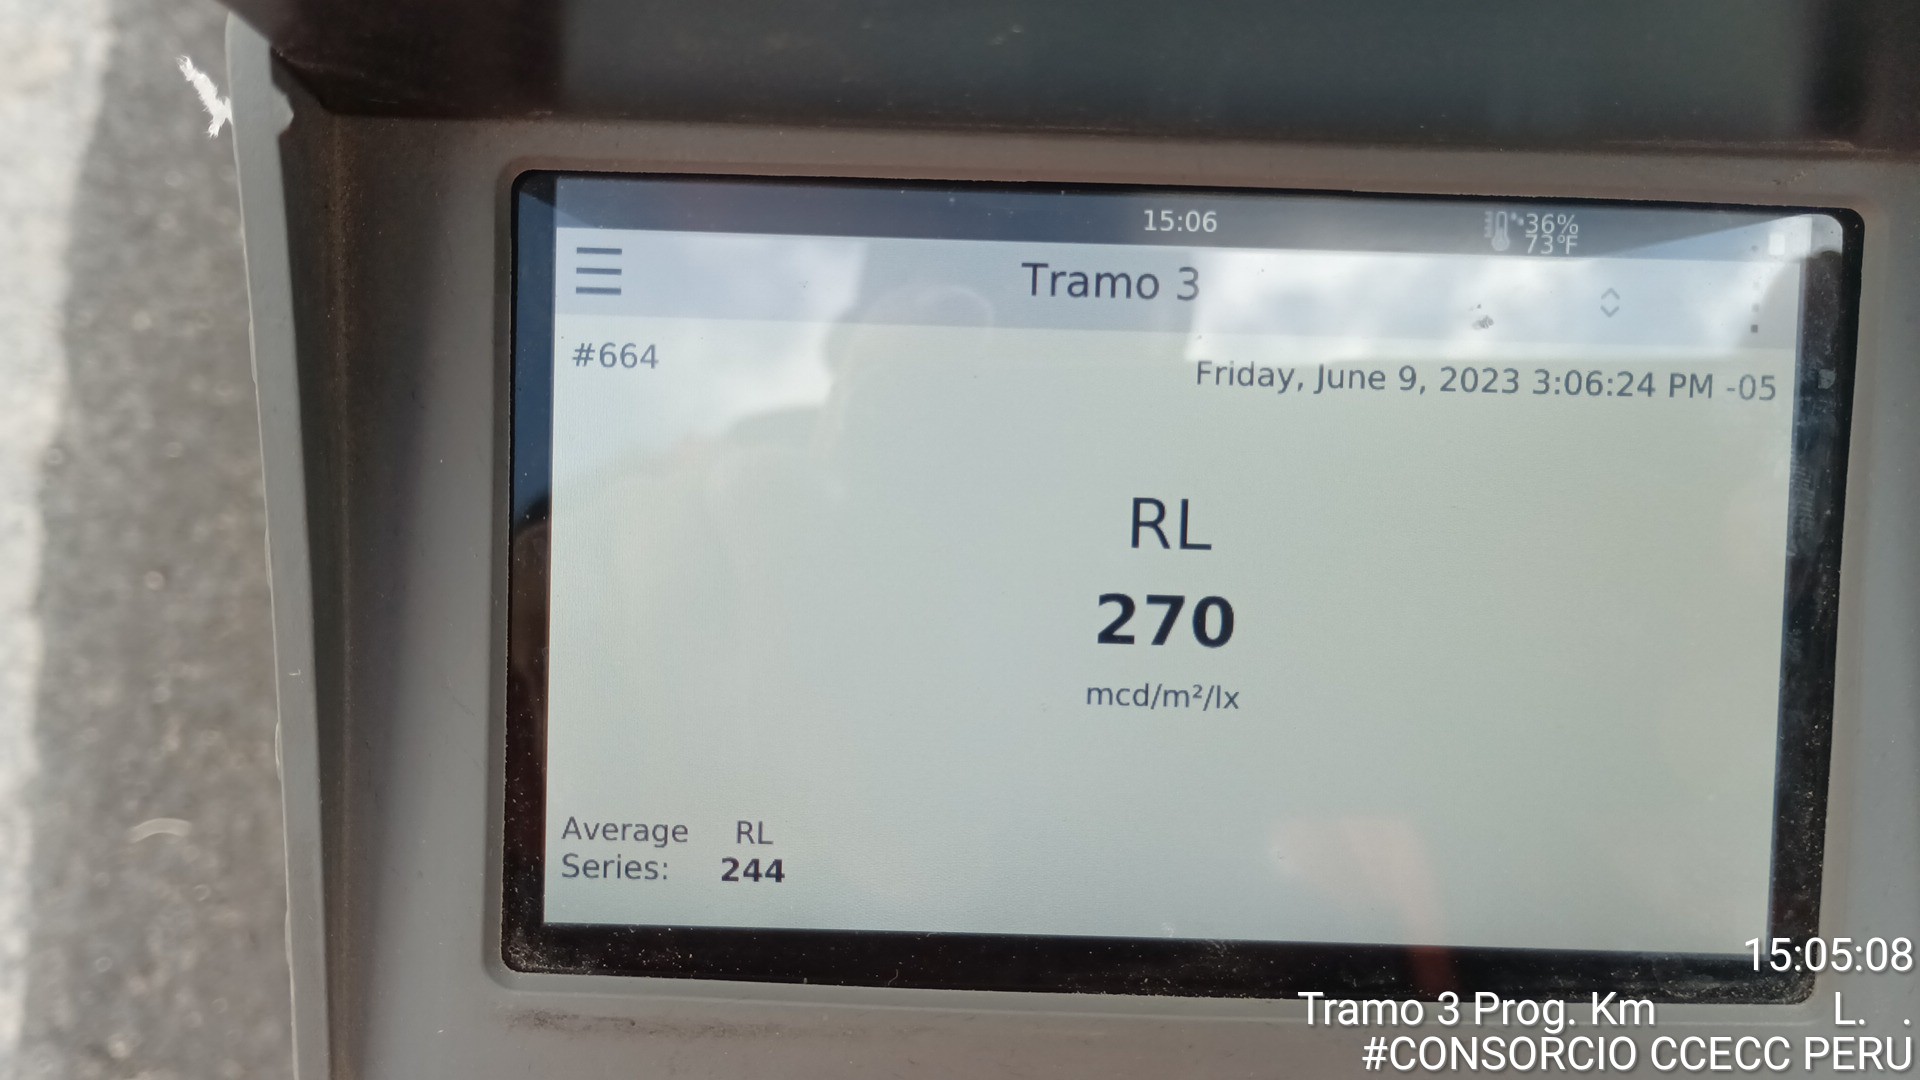 15:06
36%
73°F
Tramo 3
#664
Friday, June 9, 2023 3:06:24 PM -05
RL
270
mcd/m²/lx
Average RL
Series: 244
15:05:08
Tramo 3 Prog. Km L. .
#CONSORCIO CCECC PERU